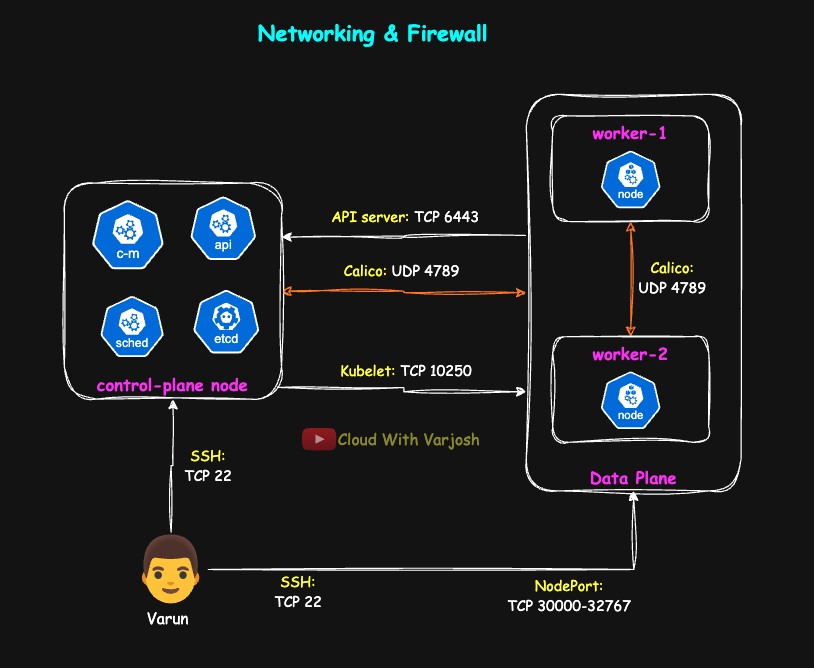 Networking & Firewall
worker-1
node
c-m
api
API server: TCP 6443
Calico: UDP 4789
Calico:
UDP 4789
sched
etcd
worker-2
control-plane node
Kubelet: TCP 10250
node
Cloud With Varjosh
SSH:
TCP 22
Data Plane
Varun
SSH:
TCP 22
NodePort:
TCP 30000-32767